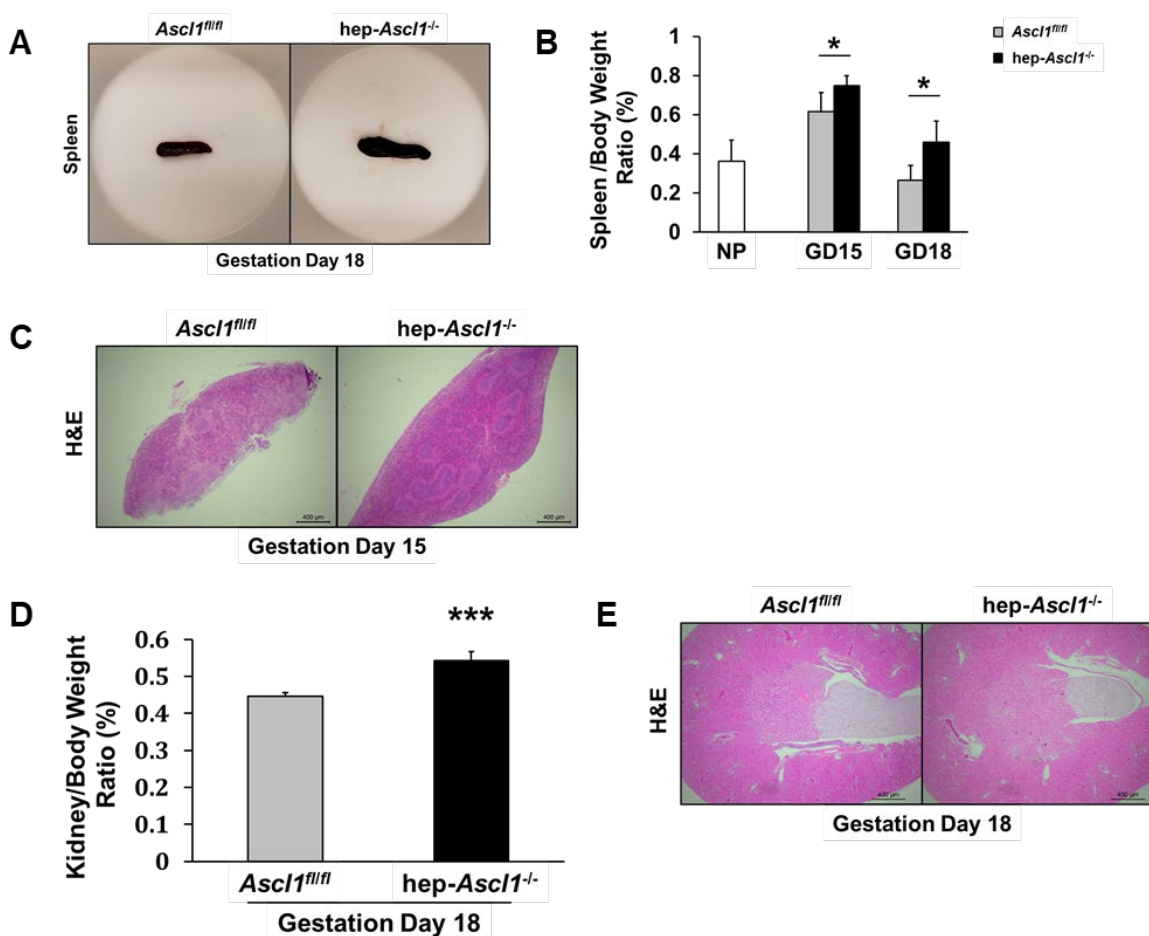 A
Ascl1fl/fl
hep-Ascl1-/-
Spleen
Gestation Day 18
B
Spleen /Body Weight
Ratio (%)
1
0.8
0.6
0.4
0.2
0
*
*
NP
GD15
GD18
Ascl1fl/fl
hep-Ascl1-/-
C
Ascl1fl/fl
hep-Ascl1-/-
H&E
400 µm
400 µm
Gestation Day 15
D
Kidney/Body Weight
Ratio (%)
0.6
0.5
0.4
0.3
0.2
0.1
0
***
Ascl1fl/fl
hep-Ascl1-/-
Gestation Day 18
E
Ascl1fl/fl
hep-Ascl1-/-
H&E
400 µm
400 µm
Gestation Day 18